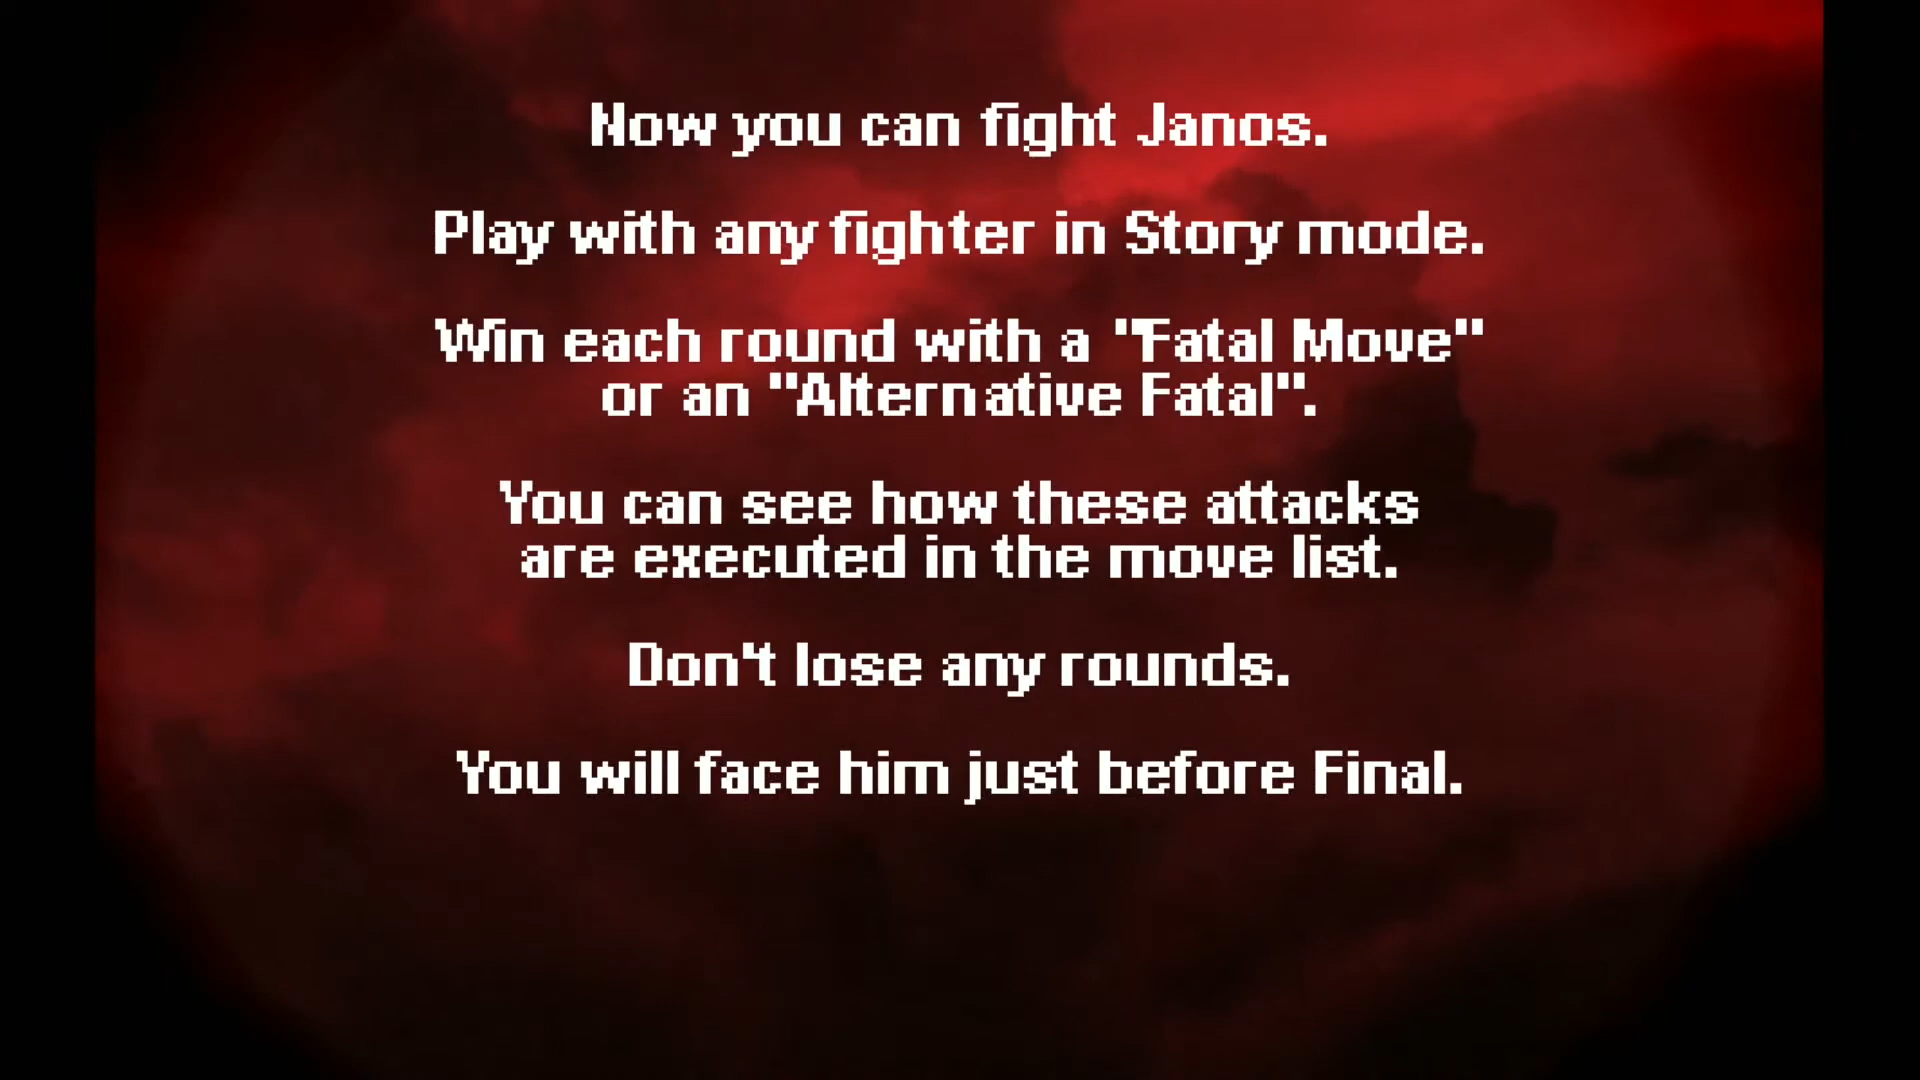 Now you can fight Janos.
Play with any fighter in Story mode.
Win each round with a "Fatal Move"
or an "Alternative Fatal".
You can see how these attacks
are executed in the move list.
Don't lose any rounds.
You will face him just before Final.